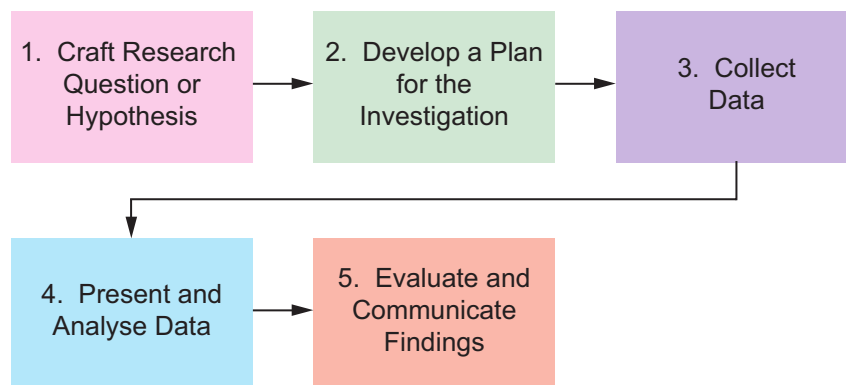 1. Craft Research
Question or
Hypothesis
2. Develop a Plan
for the
Investigation
3. Collect
Data
4. Present and
Analyse Data
5. Evaluate and
Communicate
Findings